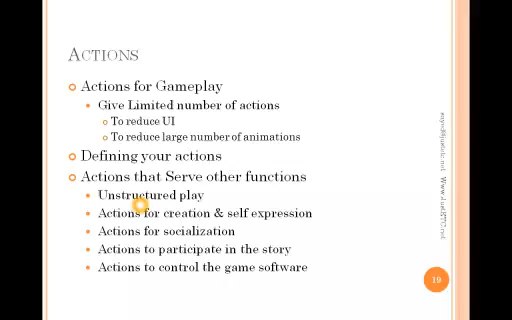 ACTIONS
Actions for Gameplay
Give Limited number of actions
To reduce UI
To reduce large number of animations
Defining your actions
Actions that Serve other functions
Unstructured play
Actions for creation & self expression
Actions for socialization
Actions to participate in the story
Actions to control the game software
19